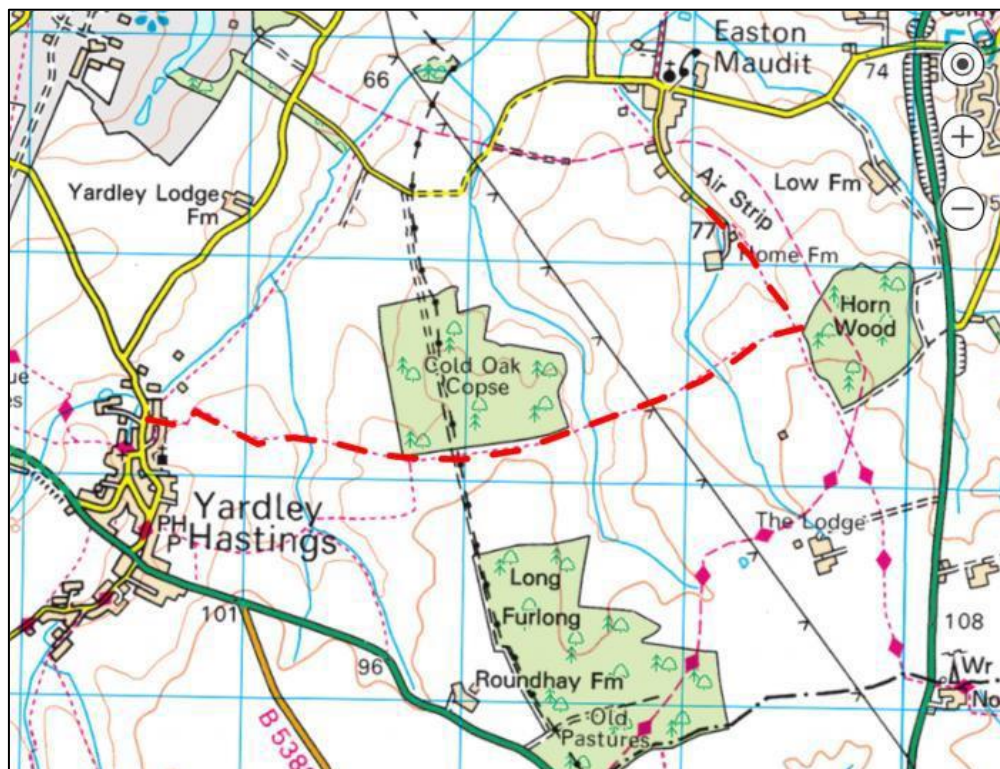 Easton
Maudit
74
66
Yardley Lodge
Fm
Air Strip
Low Fm
77
Home Fm
Horn
Wood
Cold Oak
Copse
Yardley
Hastings
PH
P
The Lodge
Long
Furlong
101
108
96
Roundhay Fm
Wr
No
Old
Pastures
B 538